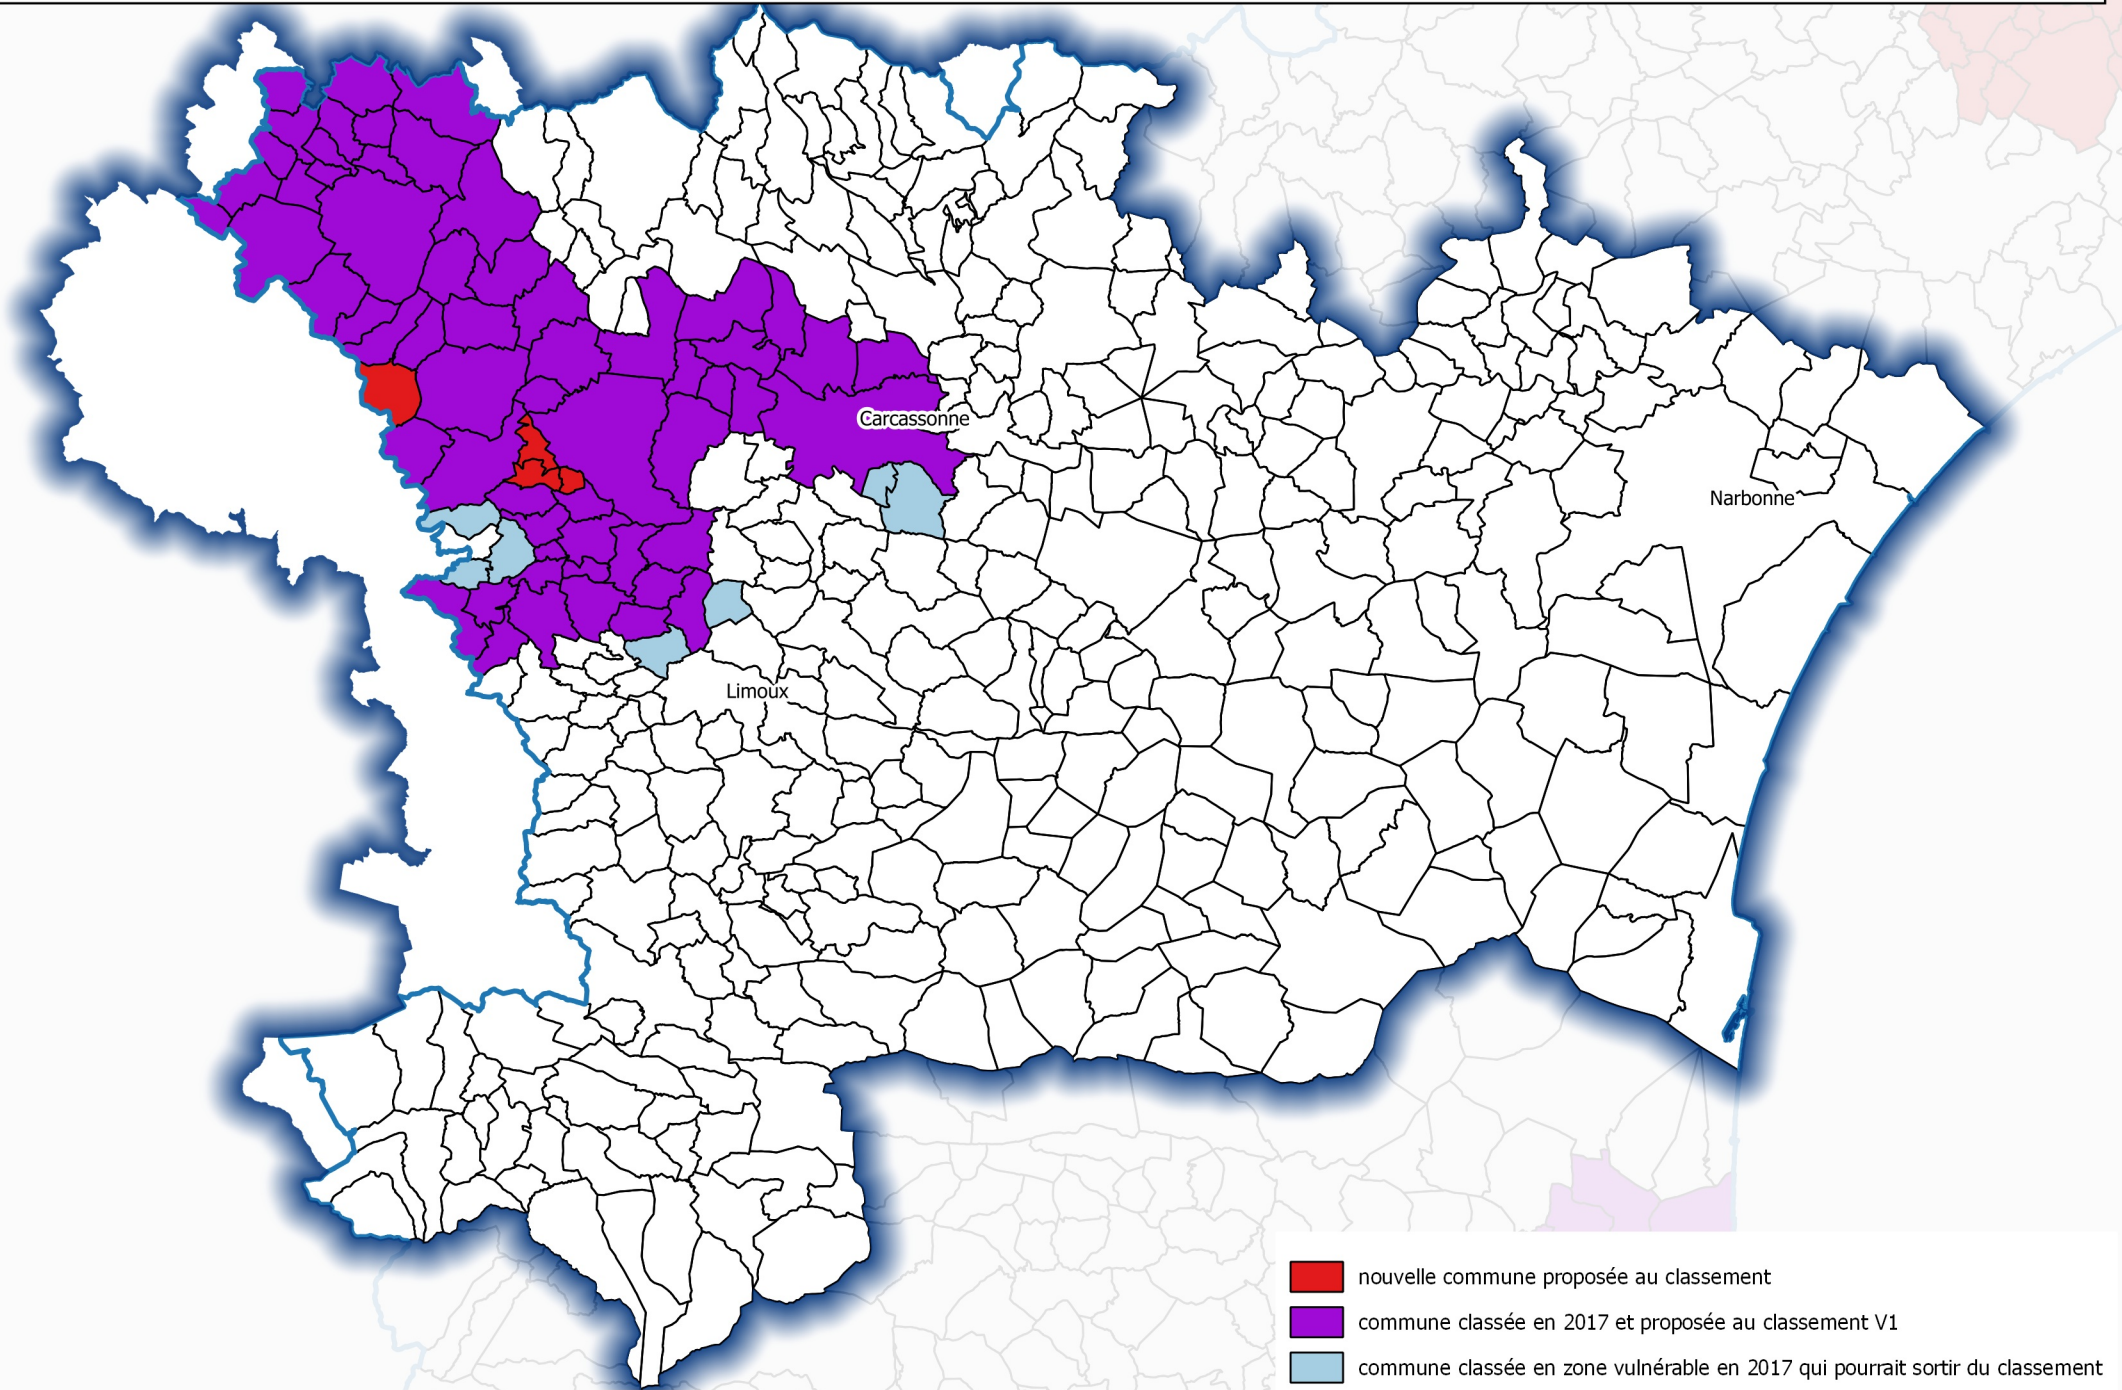 Carcassonne
Narbonne
Limoux
nouvelle commune proposée au classement
commune classée en 2017 et proposée au classement V1
commune classée en zone vulnérable en 2017 qui pourrait sortir du classement